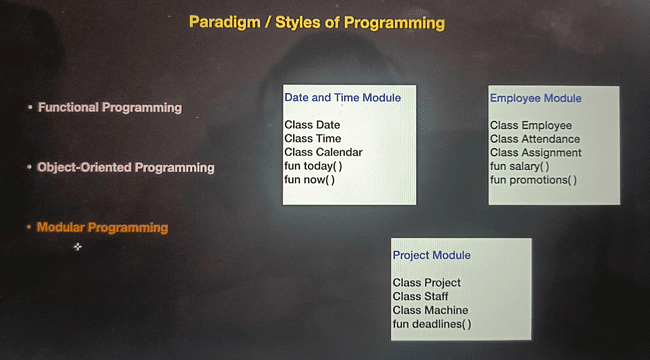 Paradigm / Styles of Programming
• Functional Programming
• Object-Oriented Programming
• Modular Programming
Date and Time Module
Class Date
Class Time
Class Calendar
fun today( )
fun now( )
Employee Module
Class Employee
Class Attendance
Class Assignment
fun salary( )
fun promotions( )
Project Module
Class Project
Class Staff
Class Machine
fun deadlines( )